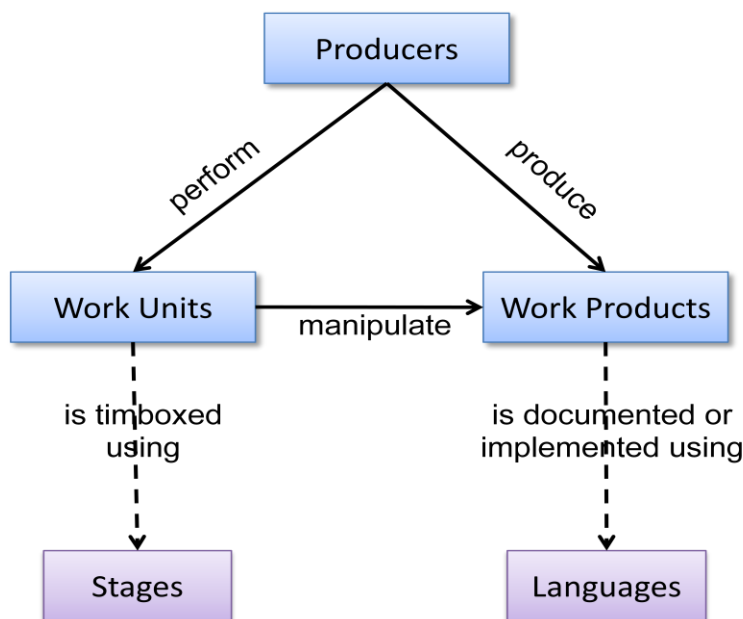 Producers
perform
produce
Work Units
manipulate
Work Products
is timboxed
using
is documented or
implemented using
Stages
Languages